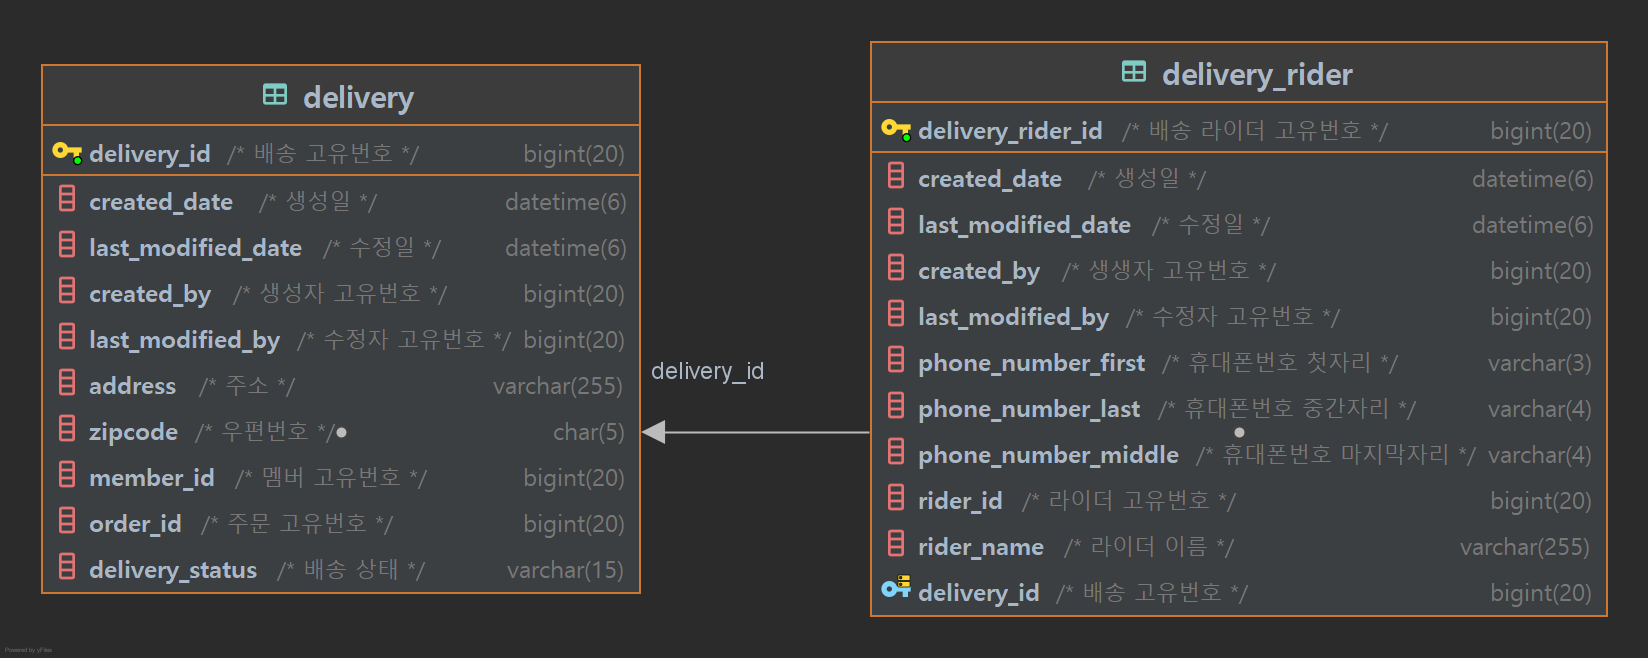 delivery
delivery_id /* 배송 고유번호 */ bigint(20)
created_date /* 생성일 */ datetime(6)
last_modified_date /* 수정일 */ datetime(6)
created_by /* 생성자 고유번호 */ bigint(20)
last_modified_by /* 수정자 고유번호 */ bigint(20)
address /* 주소 */ varchar(255)
zipcode /* 우편번호 */ char(5)
member_id /* 멤버 고유번호 */ bigint(20)
order_id /* 주문 고유번호 */ bigint(20)
delivery_status /* 배송 상태 */ varchar(15)
delivery_id
delivery_rider
delivery_rider_id /* 배송 라이더 고유번호 */ bigint(20)
created_date /* 생성일 */ datetime(6)
last_modified_date /* 수정일 */ datetime(6)
created_by /* 생생자 고유번호 */ bigint(20)
last_modified_by /* 수정자 고유번호 */ bigint(20)
phone_number_first /* 휴대폰번호 첫자리 */ varchar(3)
phone_number_last /* 휴대폰번호 중간자리 */ varchar(4)
phone_number_middle /* 휴대폰번호 마지막자리 */ varchar(4)
rider_id /* 라이더 고유번호 */ bigint(20)
rider_name /* 라이더 이름 */ varchar(255)
delivery_id /* 배송 고유번호 */ bigint(20)
Powered by yFiles